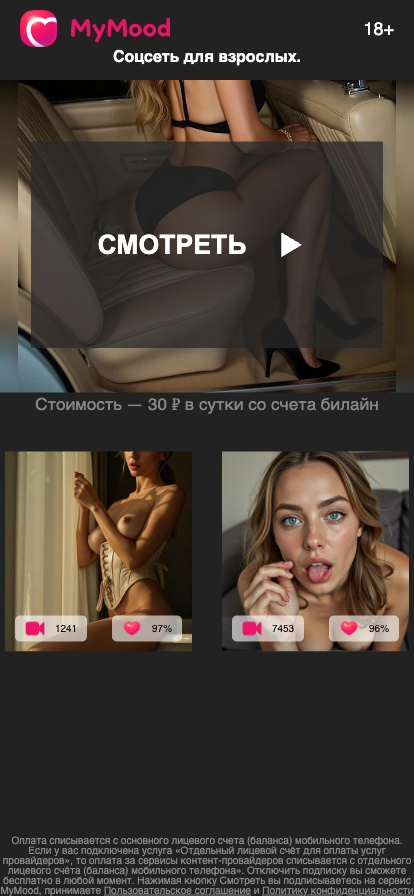 MyMood
18+
Соцсеть для взрослых.
СМОТРЕТЬ
Стоимость — 30 ₽ в сутки со счета билайн
1241
97%
7453
96%
Оплата списывается с основного лицевого счета (баланса) мобильного телефона.
Если у вас подключена услуга «Отдельный лицевой счёт для оплаты услуг
провайдеров», то оплата за сервисы контент-провайдеров списывается с отдельного
лицевого счёта (баланса) мобильного телефона». Отключить подписку вы сможете
бесплатно в любой момент. Нажимая кнопку Смотреть вы подписываетесь на сервис
MyMood, принимаете Пользовательское соглашение и Политику конфиденциальности